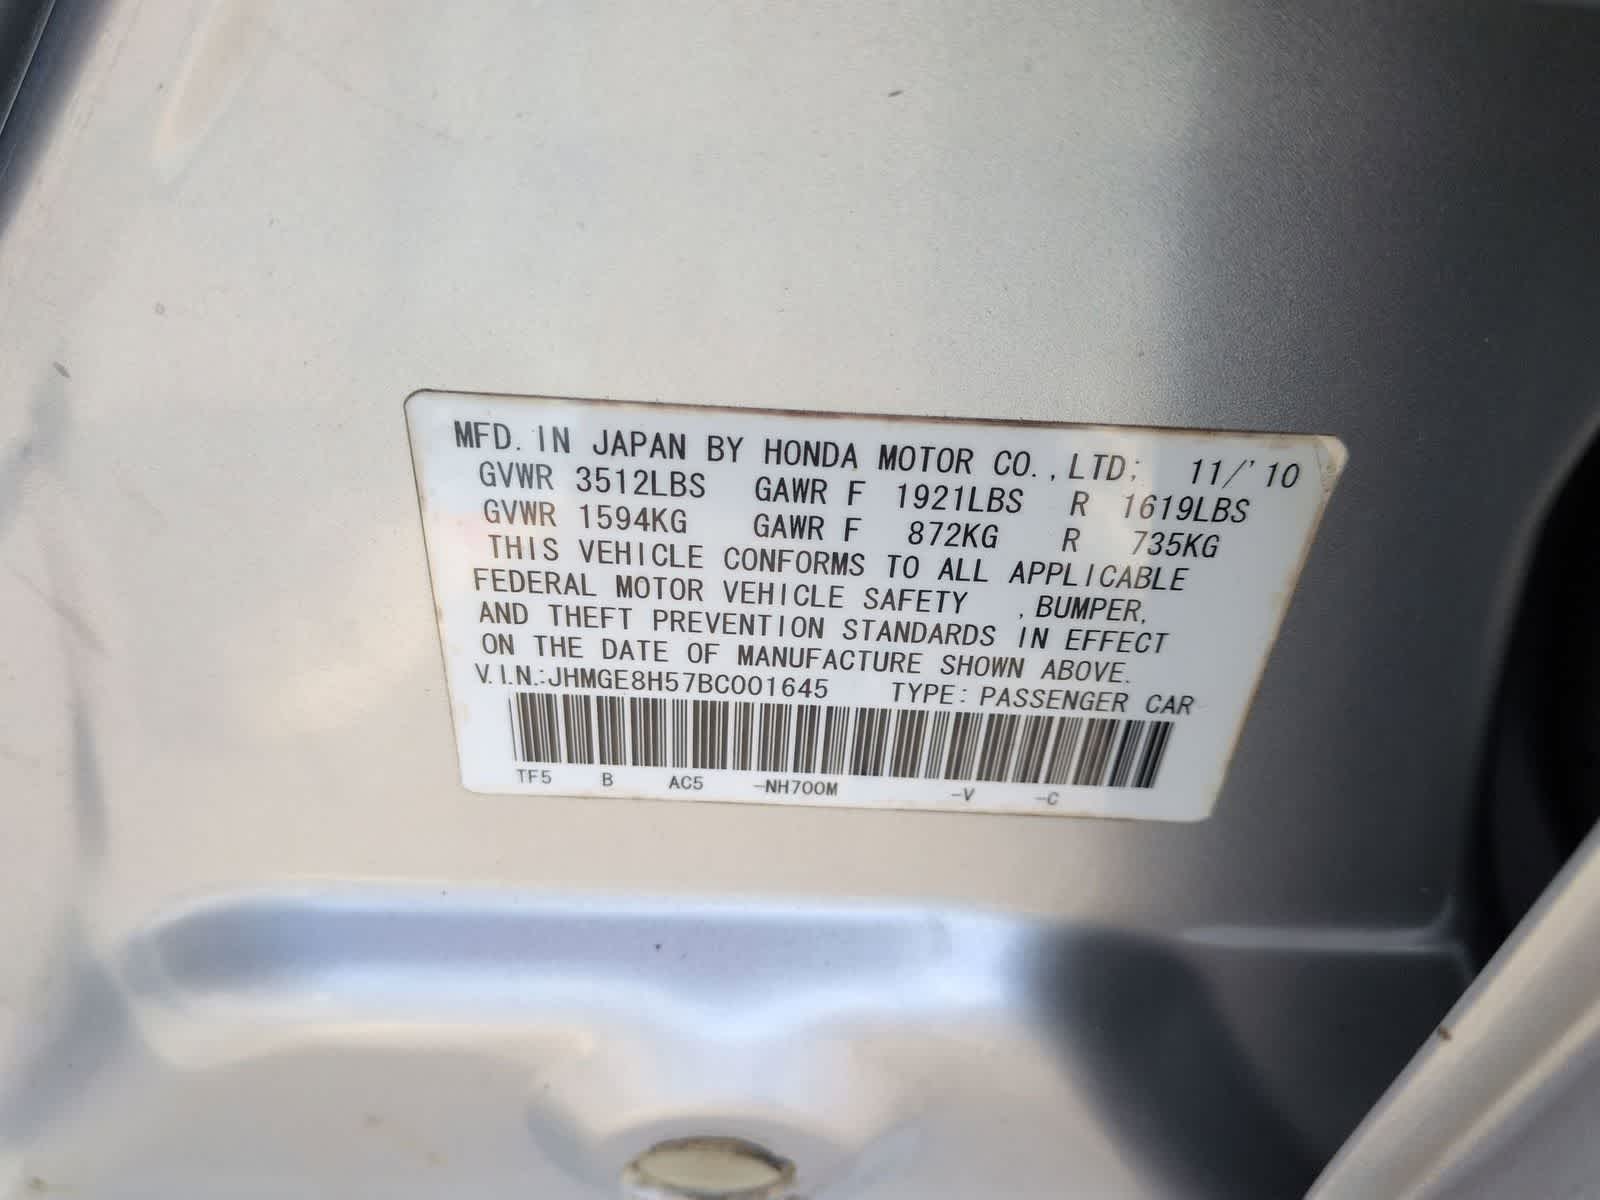 MFD. IN JAPAN BY HONDA MOTOR CO., LTD; 11/'10
GVWR 3512LBS GAWR F 1921LBS R 1619LBS
GVWR 1594KG GAWR F 872KG R 735KG
THIS VEHICLE CONFORMS TO ALL APPLICABLE
FEDERAL MOTOR VEHICLE SAFETY , BUMPER,
AND THEFT PREVENTION STANDARDS IN EFFECT
ON THE DATE OF MANUFACTURE SHOWN ABOVE.
V.I.N.:JHMGE8H57BC001645 TYPE: PASSENGER CAR
TF5 B AC5 -NH700M -V -C